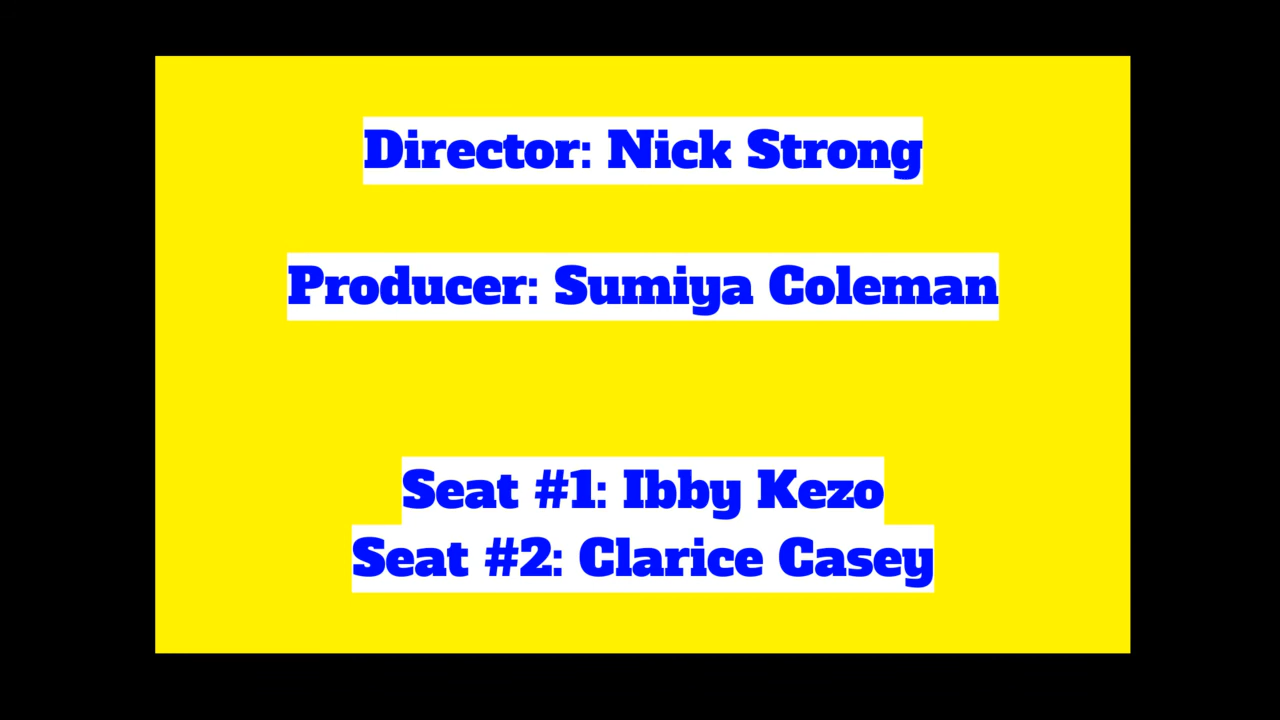 Director: Nick Strong
Producer: Sumiya Coleman
Seat #1: Ibby Kezo
Seat #2: Clarice Casey